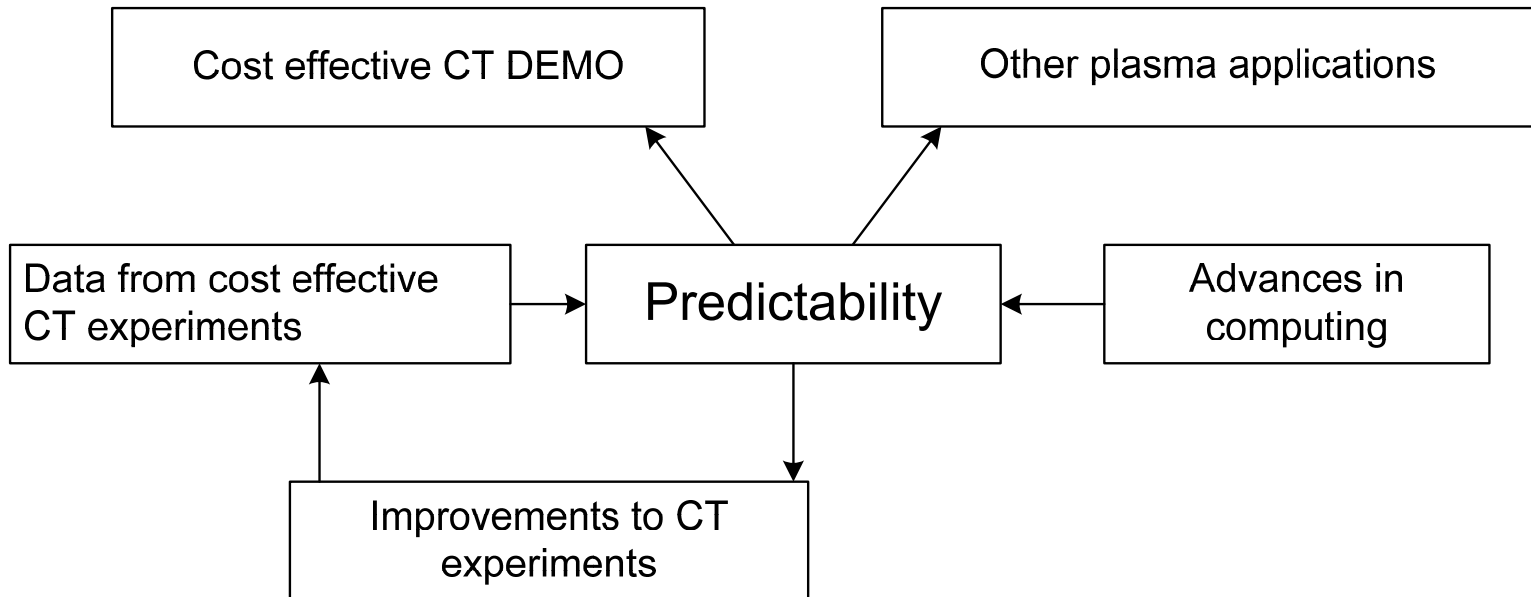 Cost effective CT DEMO
Other plasma applications
Data from cost effective
CT experiments
Predictability
Advances in
computing
Improvements to CT
experiments